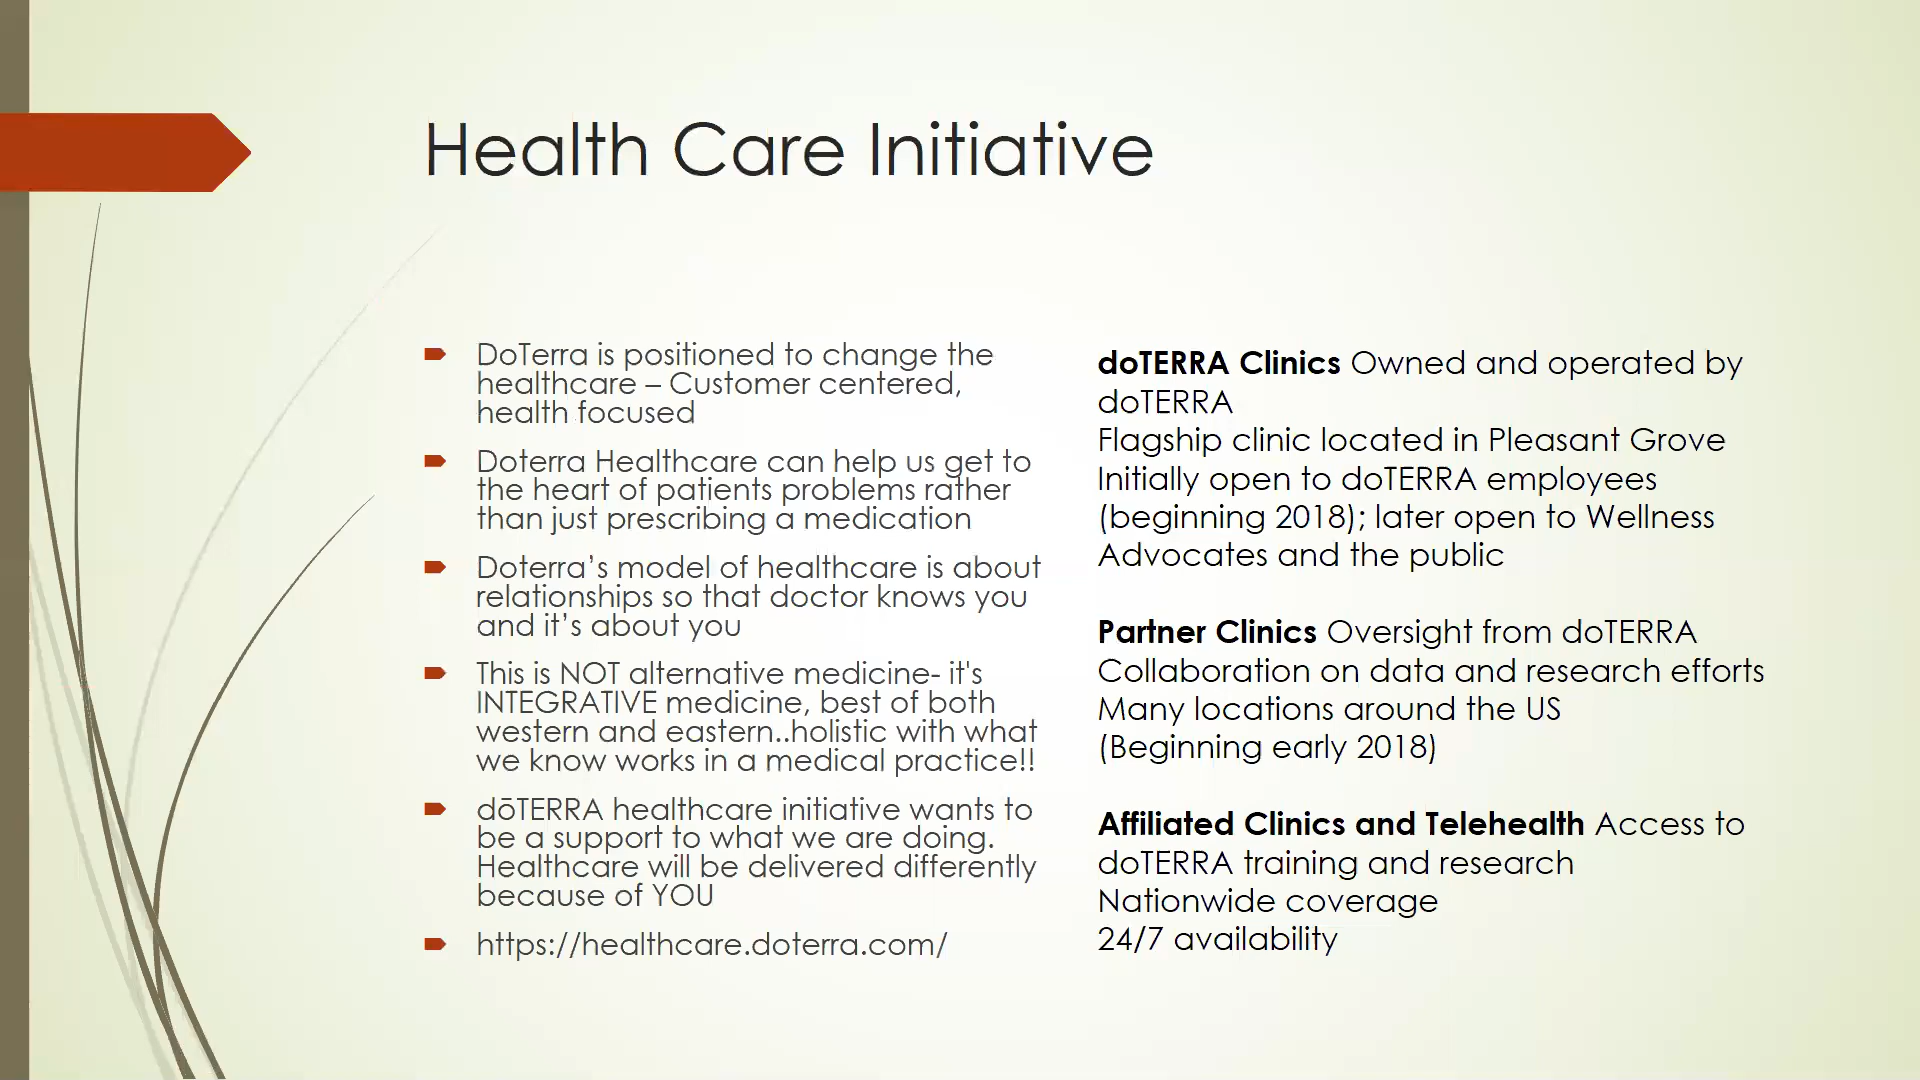 Health Care Initiative
DoTerra is positioned to change the
healthcare – Customer centered,
health focused
Doterra Healthcare can help us get to
the heart of patients problems rather
than just prescribing a medication
Doterra’s model of healthcare is about
relationships so that doctor knows you
and it’s about you
This is NOT alternative medicine- it's
INTEGRATIVE medicine, best of both
western and eastern..holistic with what
we know works in a medical practice!!
dōTERRA healthcare initiative wants to
be a support to what we are doing.
Healthcare will be delivered differently
because of YOU
https://healthcare.doterra.com/
doTERRA Clinics Owned and operated by
doTERRA
Flagship clinic located in Pleasant Grove
Initially open to doTERRA employees
(beginning 2018); later open to Wellness
Advocates and the public
Partner Clinics Oversight from doTERRA
Collaboration on data and research efforts
Many locations around the US
(Beginning early 2018)
Affiliated Clinics and Telehealth Access to
doTERRA training and research
Nationwide coverage
24/7 availability